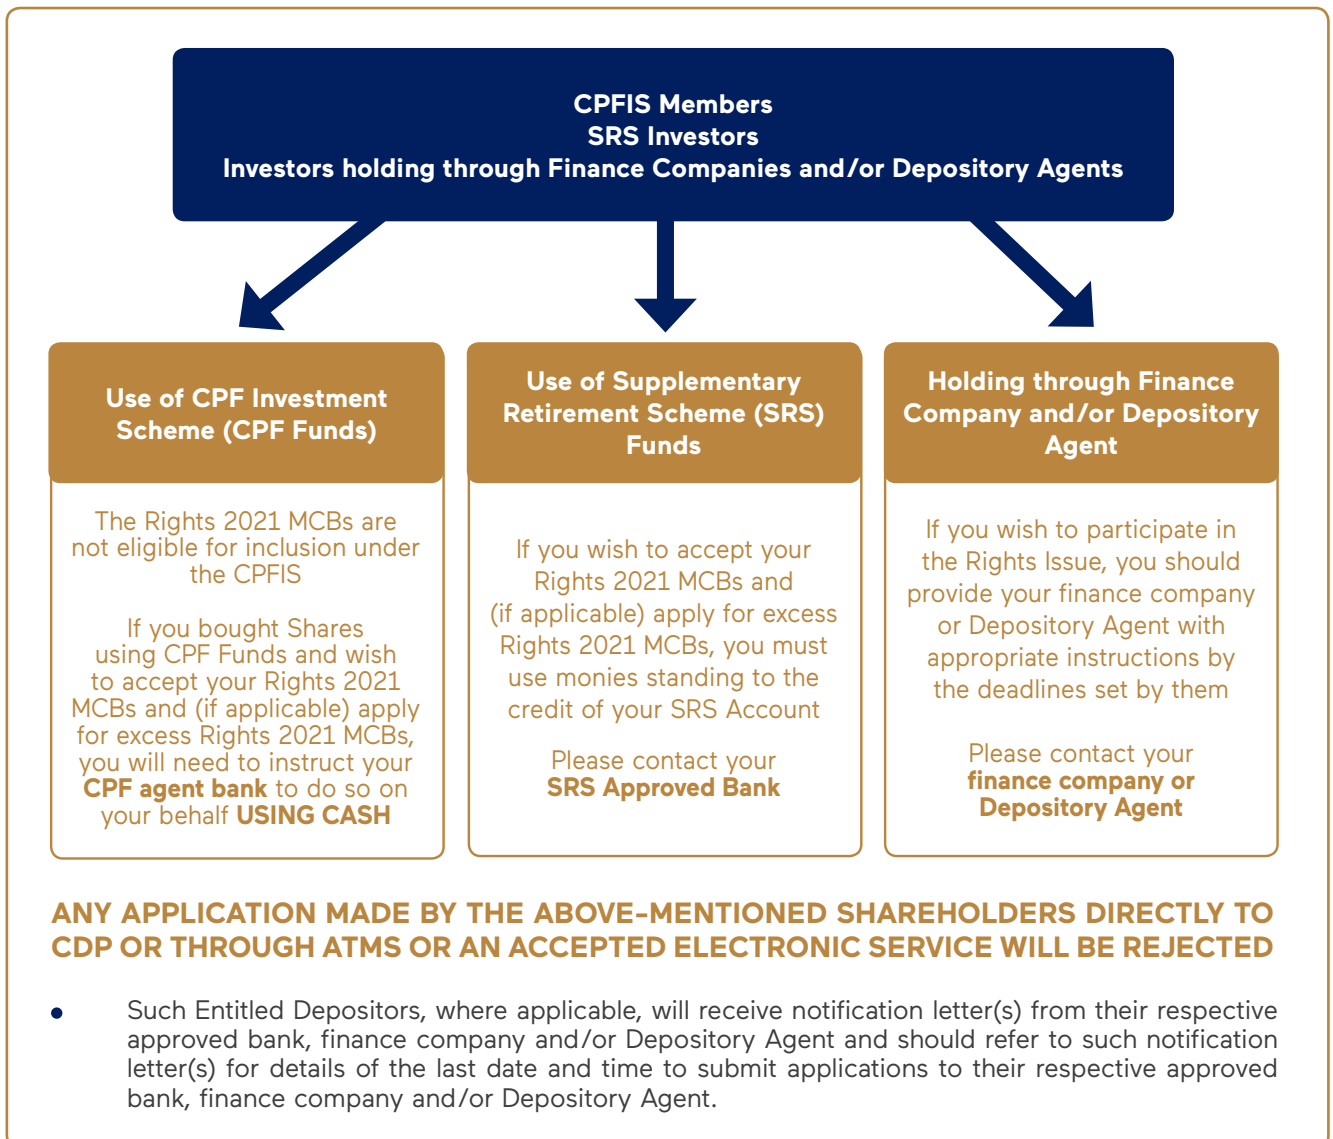 CPFIS Members
SRS Investors
Investors holding through Finance Companies and/or Depository Agents
Use of CPF Investment
Scheme (CPF Funds)
The Rights 2021 MCBs are
not eligible for inclusion under
the CPFIS
If you bought Shares
using CPF Funds and wish
to accept your Rights 2021
MCBs and (if applicable) apply
for excess Rights 2021 MCBs,
you will need to instruct your
CPF agent bank to do so on
your behalf USING CASH
Use of Supplementary
Retirement Scheme (SRS)
Funds
If you wish to accept your
Rights 2021 MCBs and
(if applicable) apply for excess
Rights 2021 MCBs, you must
use monies standing to the
credit of your SRS Account
Please contact your
SRS Approved Bank
Holding through Finance
Company and/or Depository
Agent
If you wish to participate in
the Rights Issue, you should
provide your finance company
or Depository Agent with
appropriate instructions by
the deadlines set by them
Please contact your
finance company or
Depository Agent
ANY APPLICATION MADE BY THE ABOVE-MENTIONED SHAREHOLDERS DIRECTLY TO
CDP OR THROUGH ATMS OR AN ACCEPTED ELECTRONIC SERVICE WILL BE REJECTED
• Such Entitled Depositors, where applicable, will receive notification letter(s) from their respective
approved bank, finance company and/or Depository Agent and should refer to such notification
letter(s) for details of the last date and time to submit applications to their respective approved
bank, finance company and/or Depository Agent.